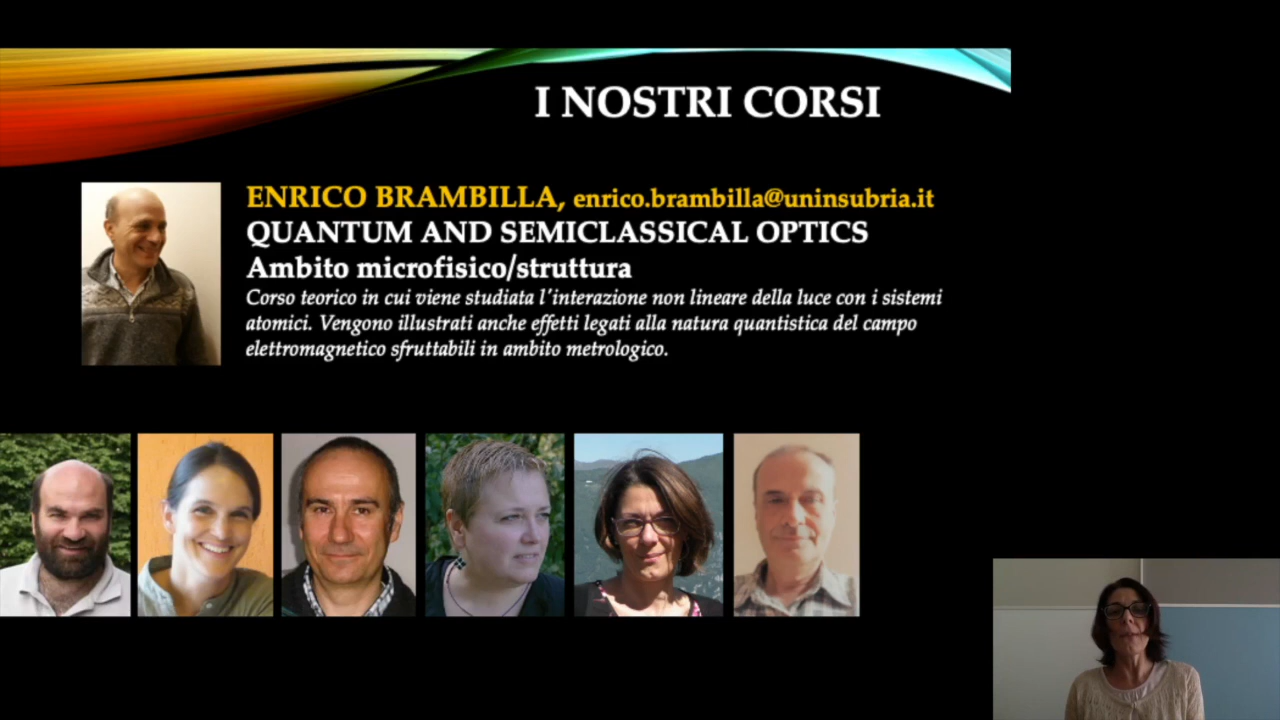 I NOSTRI CORSI
ENRICO BRAMBILLA, enrico.brambilla@uninsubria.it
QUANTUM AND SEMICLASSICAL OPTICS
Ambito microfisico/struttura
Corso teorico in cui viene studiata l'interazione non lineare della luce con i sistemi
atomici. Vengono illustrati anche effetti legati alla natura quantistica del campo
elettromagnetico sfruttabili in ambito metrologico.